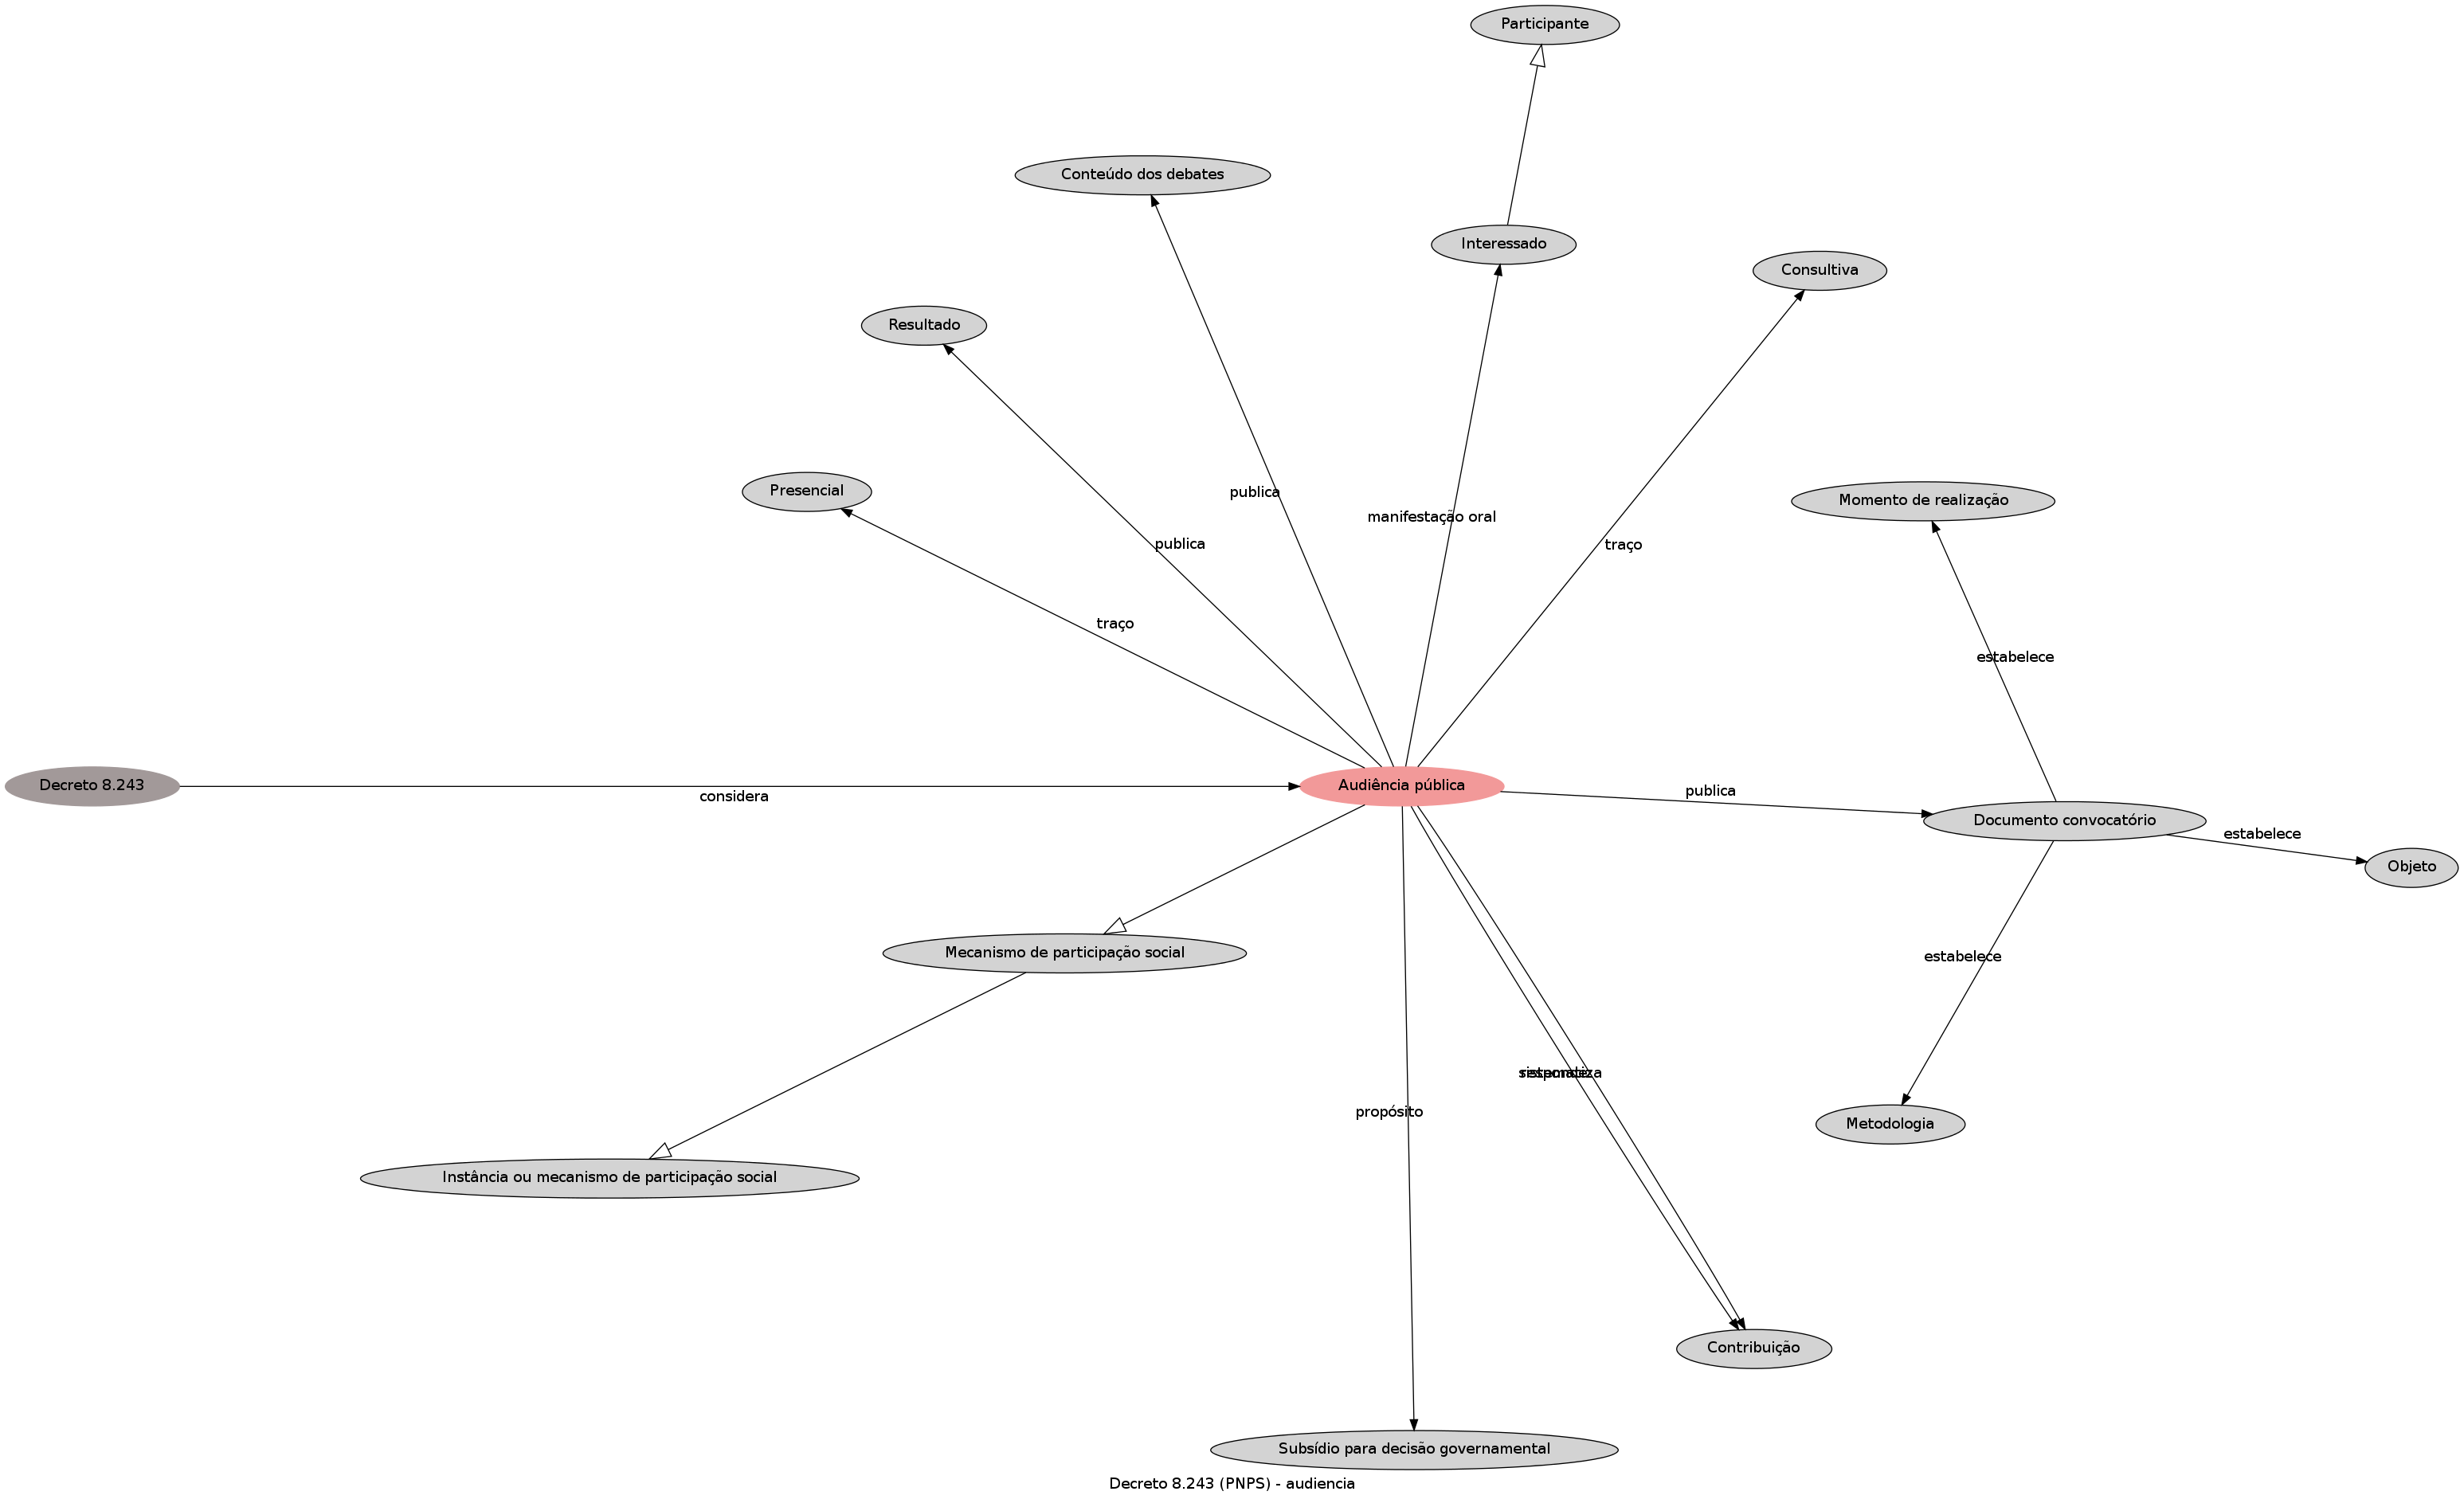 Participante
Conteúdo dos debates
Interessado
Consultiva
Resultado
Presencial
publica
Momento de realização
manifestação oral
publica
traço
traço
estabelece
Decreto 8.243
considera
Audiência pública
publica
Documento convocatório
estabelece
Objeto
Mecanismo de participação social
estabelece
propósito
Metodologia
Instância ou mecanismo de participação social
Contribuição
Subsídio para decisão governamental
Decreto 8.243 (PNPS) - audiencia